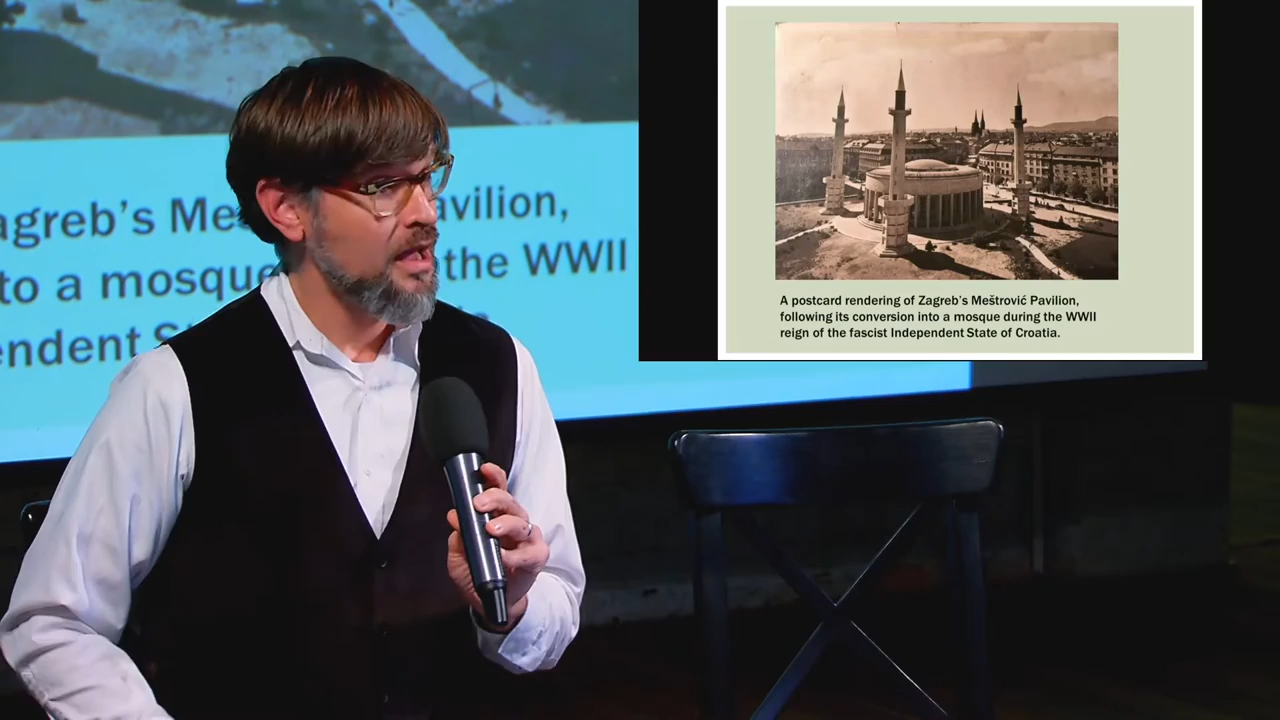 agreb's Me avilion,
to a mosque the WWII
endent S
A postcard rendering of Zagreb's Meštrović Pavilion,
following its conversion into a mosque during the WWII
reign of the fascist Independent State of Croatia.